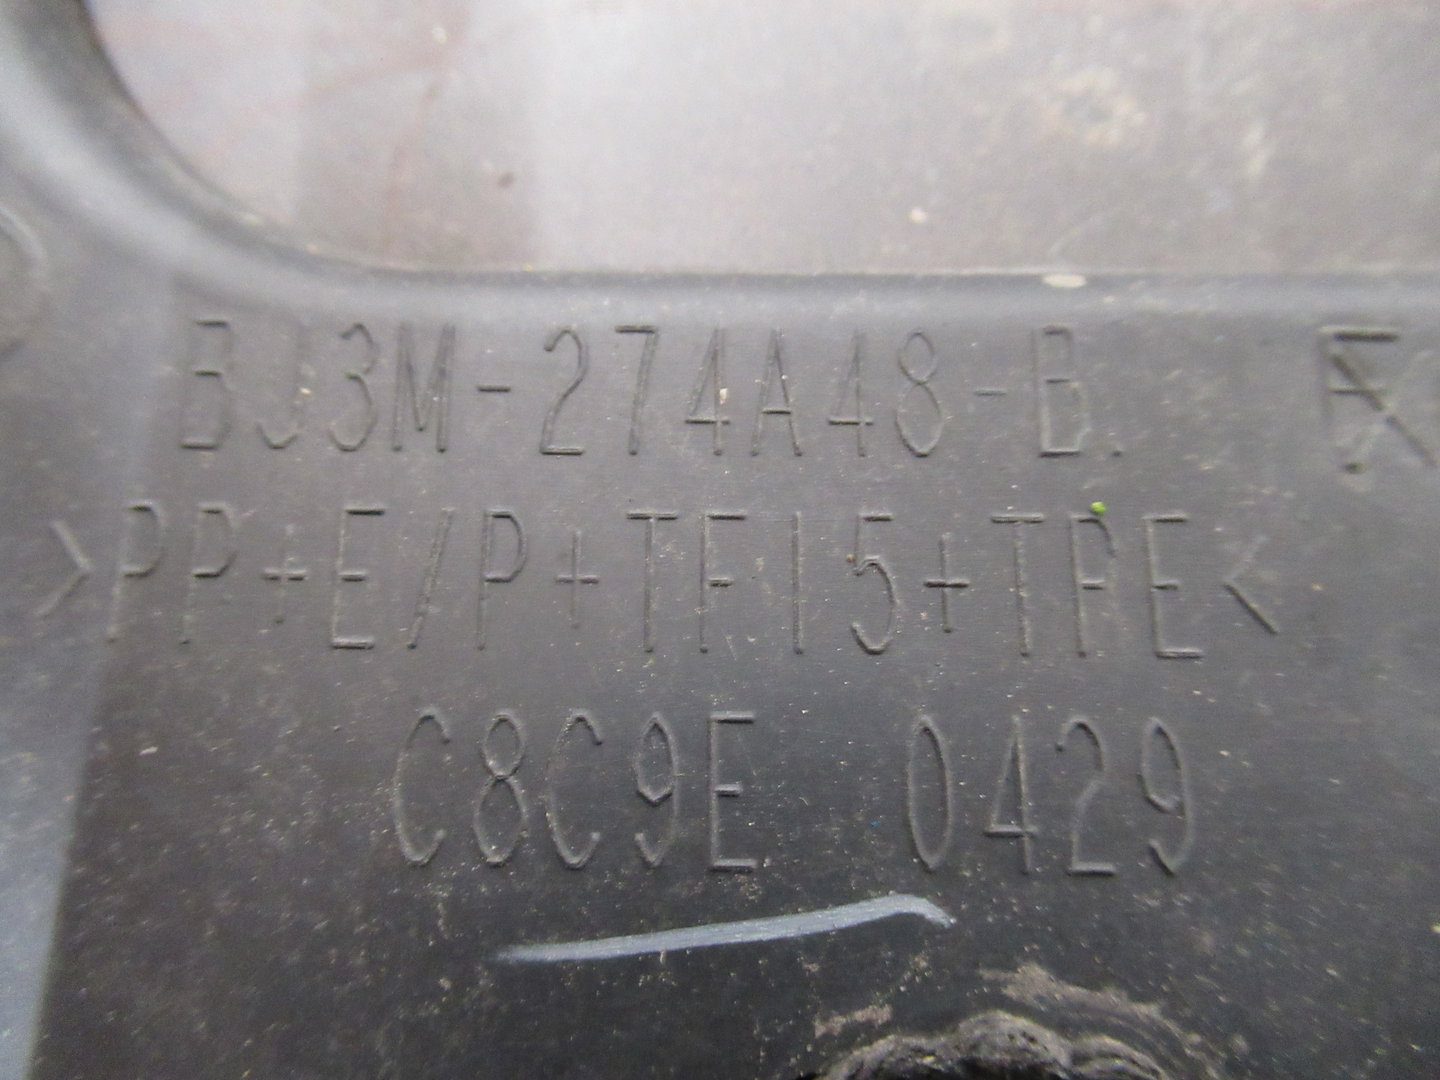 BJ3M-274A48-B.
>PP+E/P+TF15+TPE<
C8C9E 0429